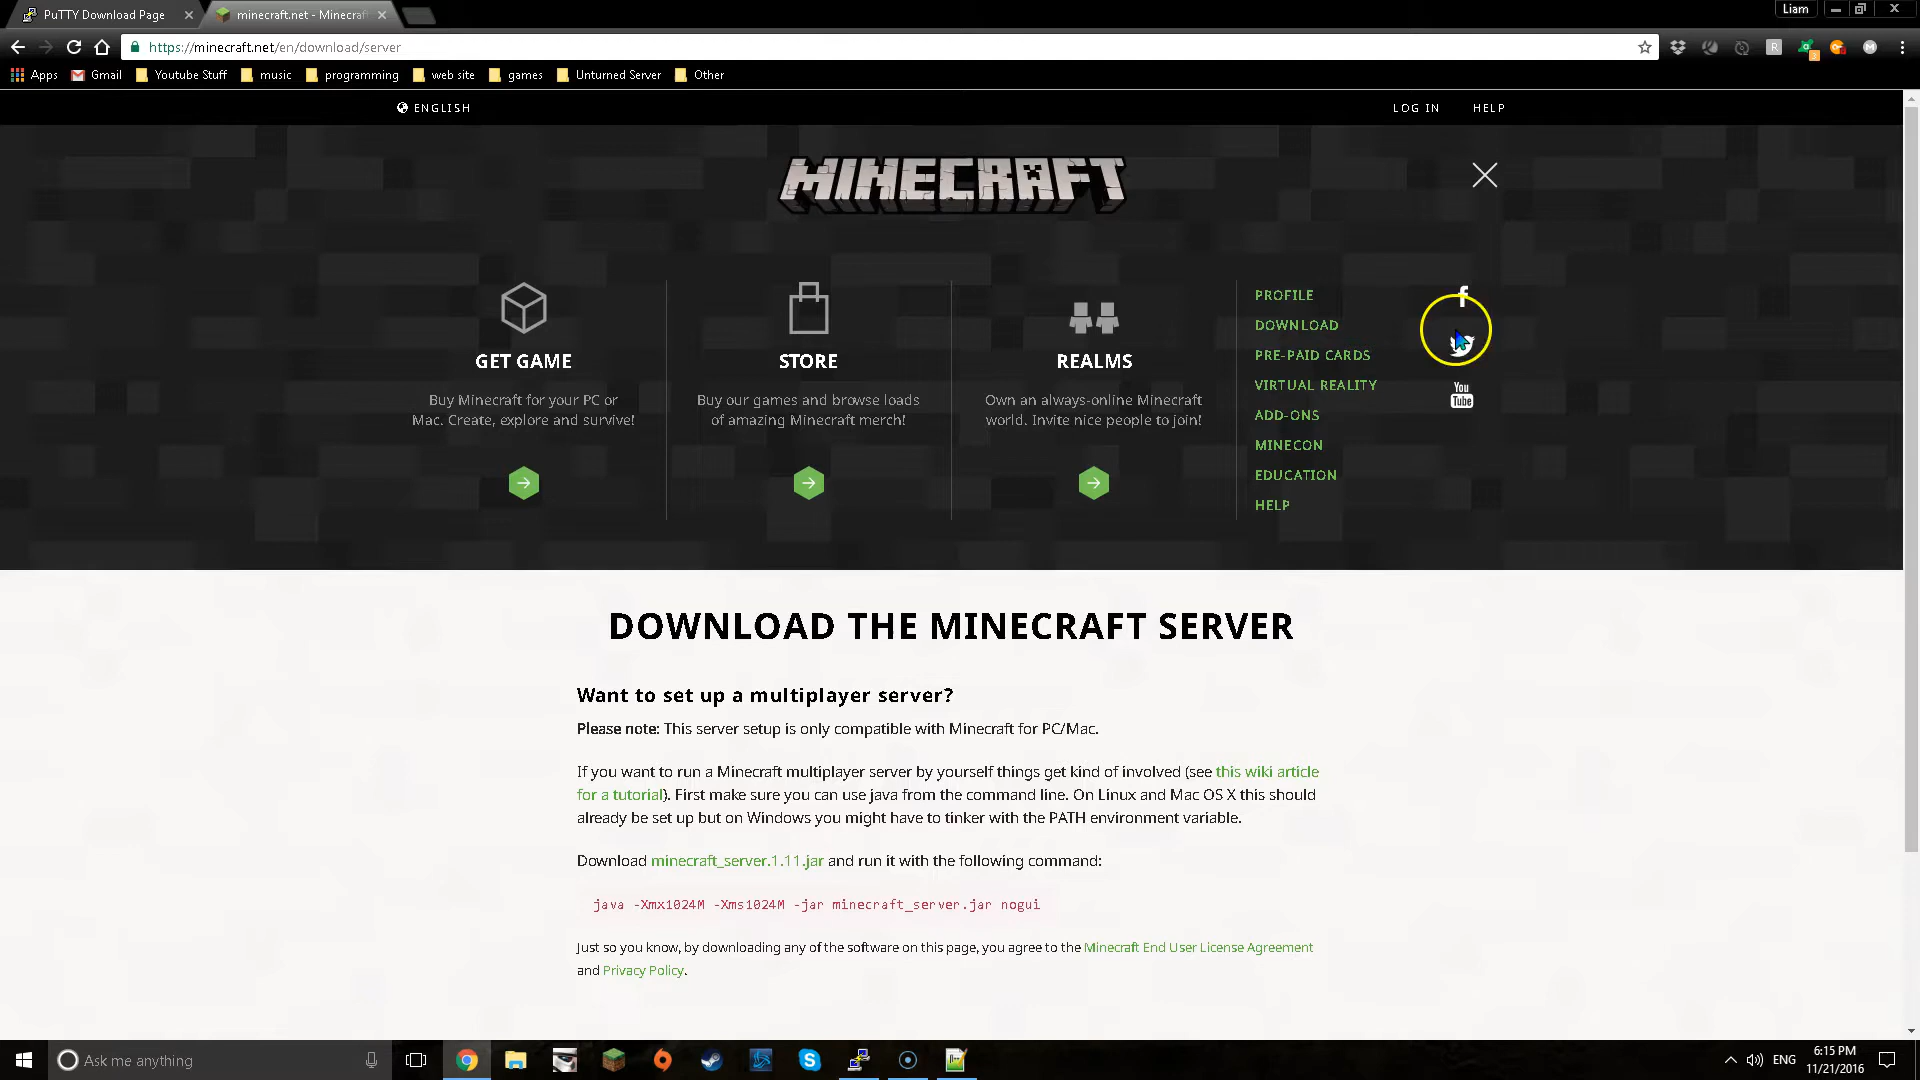 PuTTY Download Page
minecraft.net - Minecraf
Liam
https://minecraft.net/en/download/server
Apps Gmail Youtube Stuff music programming web site games Unturned Server Other
ENGLISH
LOG IN HELP
MINECRAFT
GET GAME
Buy Minecraft for your PC or
Mac. Create, explore and survive!
STORE
Buy our games and browse loads
of amazing Minecraft merch!
REALMS
Own an always-online Minecraft
world. Invite nice people to join!
PROFILE
DOWNLOAD
PRE-PAID CARDS
VIRTUAL REALITY
ADD-ONS
MINECON
EDUCATION
HELP
You
Tube
DOWNLOAD THE MINECRAFT SERVER
Want to set up a multiplayer server?
Please note: This server setup is only compatible with Minecraft for PC/Mac.
If you want to run a Minecraft multiplayer server by yourself things get kind of involved (see this wiki article
for a tutorial). First make sure you can use java from the command line. On Linux and Mac OS X this should
already be set up but on Windows you might have to tinker with the PATH environment variable.
Download minecraft_server.1.11.jar and run it with the following command:
java -Xmx1024M -Xms1024M -jar minecraft_server.jar nogui
Just so you know, by downloading any of the software on this page, you agree to the Minecraft End User License Agreement
and Privacy Policy.
Ask me anything
ENG
6:15 PM
11/21/2016